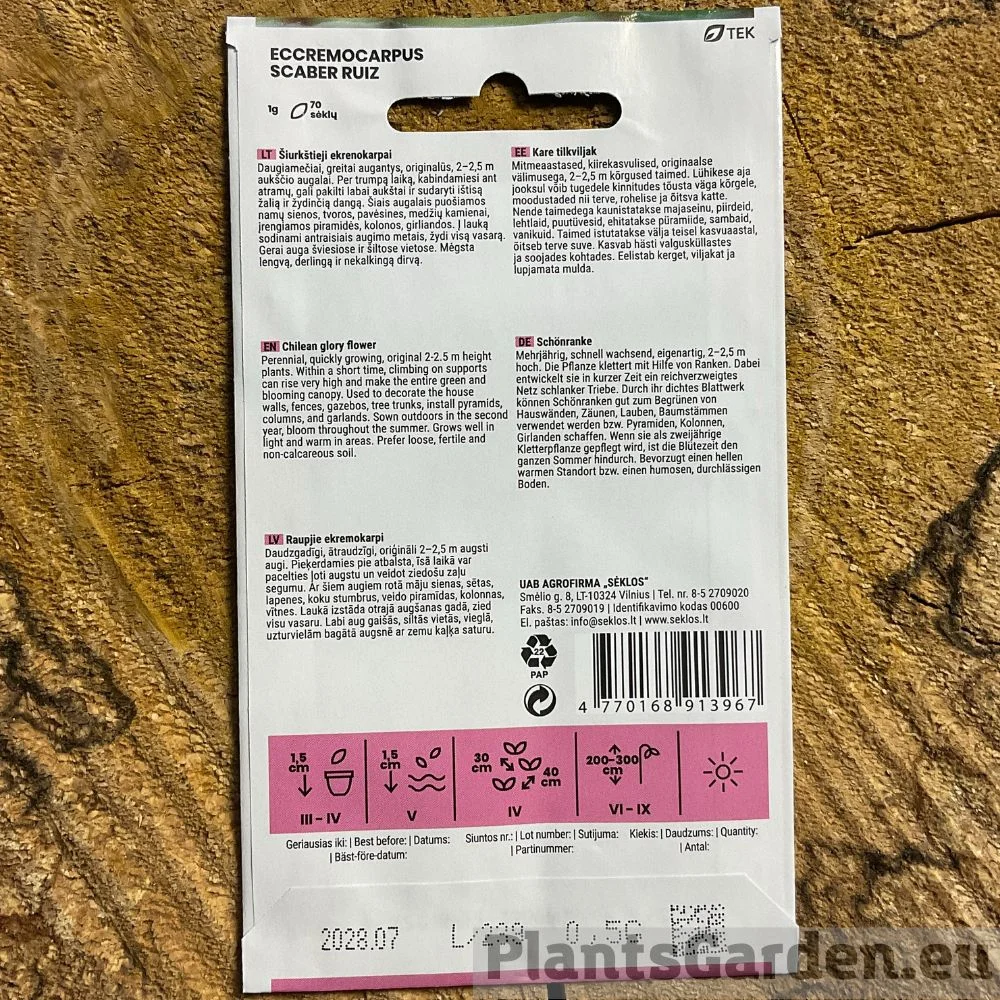 ECCREMOCARPUS
SCABER RUIZ
TEK
1g 70
sėklų
LT Šiurkštieji ekrenokarpai
Daugiamečiai, greitai augantys, originalūs, 2–2,5 m
aukščio augalai. Per trumpą laiką, kabindamiesi ant
atramų, gali pakilti labai aukštai ir sudaryti ištisą
žalią ir žydinčią dangą. Šiais augalais puošiamos
namų sienos, tvoros, pavėsinės, medžių kamienai,
įrengiamos piramidės, kolonos, girliandos. Į lauką
sodinami antraisiais augimo metais, žydi visą vasarą.
Gerai auga šviesiose ir šiltose vietose. Mėgsta
lengvą, derlingą ir nekalkingą dirvą.
EE Kare tilkviljak
Mitmeaastased, kiirekasvulised, originaalse
välimusega, 2–2,5 m kõrgused taimed. Lühikese aja
jooksul võib tugedele kinnitudes tõusta väga kõrgele,
moodustaded nii terve, rohelise ja õitsva katte.
Nende taimedega kaunistatakse majaseinu, piirdeid,
lehtlaid, puutüvesid, ehitatakse püramiide, sambaid,
vanikuid. Taimed istutatakse välja teisel kasvuaastal,
õitseb terve suve. Kasvab hästi valgusküllastes
ja soojades kohtades. Eelistab kerget, viljakat ja
lupjamata mulda.
EN Chilean glory flower
Perennial, quickly growing, original 2-2.5 m height
plants. Within a short time, climbing on supports
can rise very high and make the entire green and
blooming canopy. Used to decorate the house
walls, fences, gazebos, tree trunks, install pyramids,
columns, and garlands. Sown outdoors in the second
year, bloom throughout the summer. Grows well in
light and warm in areas. Prefer loose, fertile and
non-calcareous soil.
DE Schönranke
Mehrjährig, schnell wachsend, eigenartig, 2–2,5 m
hoch. Die Pflanze klettert mit Hilfe von Ranken. Dabei
entwickelt sie in kurzer Zeit ein reichverzweigtes
Netz schlanker Triebe. Durch ihr dichtes Blattwerk
können Schönranken gut zum Begrünen von
Hauswänden, Zäunen, Lauben, Baumstämmen
verwendet werden bzw. Pyramiden, Kolonnen,
Girlanden schaffen. Wenn sie als zweijährige
Kletterpflanze gepflegt wird, ist die Blütezeit den
ganzen Sommer hindurch. Bevorzugt einen hellen
warmen Standort bzw. einen humosen, durchlässigen
Boden.
LV Raupjie ekremokarpi
Daudzgadīgi, ātraudzīgi, oriģināli 2–2,5 m augsti
augi. Pieķerdamies pie atbalsta, īsā laikā var
pacelties ļoti augstu un veidot ziedošu zaļu
segumu. Ar šiem augiem rotā māju sienas, sētas,
lapenes, koku stumbrus, veido piramīdas, kolonnas,
vītnes. Laukā izstāda otrajā augšanas gadā, zied
visu vasaru. Labi aug gaišās, siltās vietās, vieglā,
uzturvielām bagātā augsnē ar zemu kaļķa saturu.
UAB AGROFIRMA „SĖKLOS“
Smėlio g. 8, LT-10324 Vilnius | Tel. nr. 8-5 2709020
Faks. 8-5 2709019 | Identifikavimo kodas 00600
El. paštas: info@seklos.lt | www.seklos.lt
22
PAP
4 770168 913967
1,5 cm
III – IV
1,5 cm
V
30 cm
40 cm
IV
200–300 cm
VI – IX
Geriausias iki: | Best before: | Datums:
| Bäst-före-datum:
Siuntos nr.: | Lot number: | Sutijuma:
| Partinummer:
Kiekis: | Daudzums: | Quantity:
| Antal:
2028.07
PlantsGarden.eu